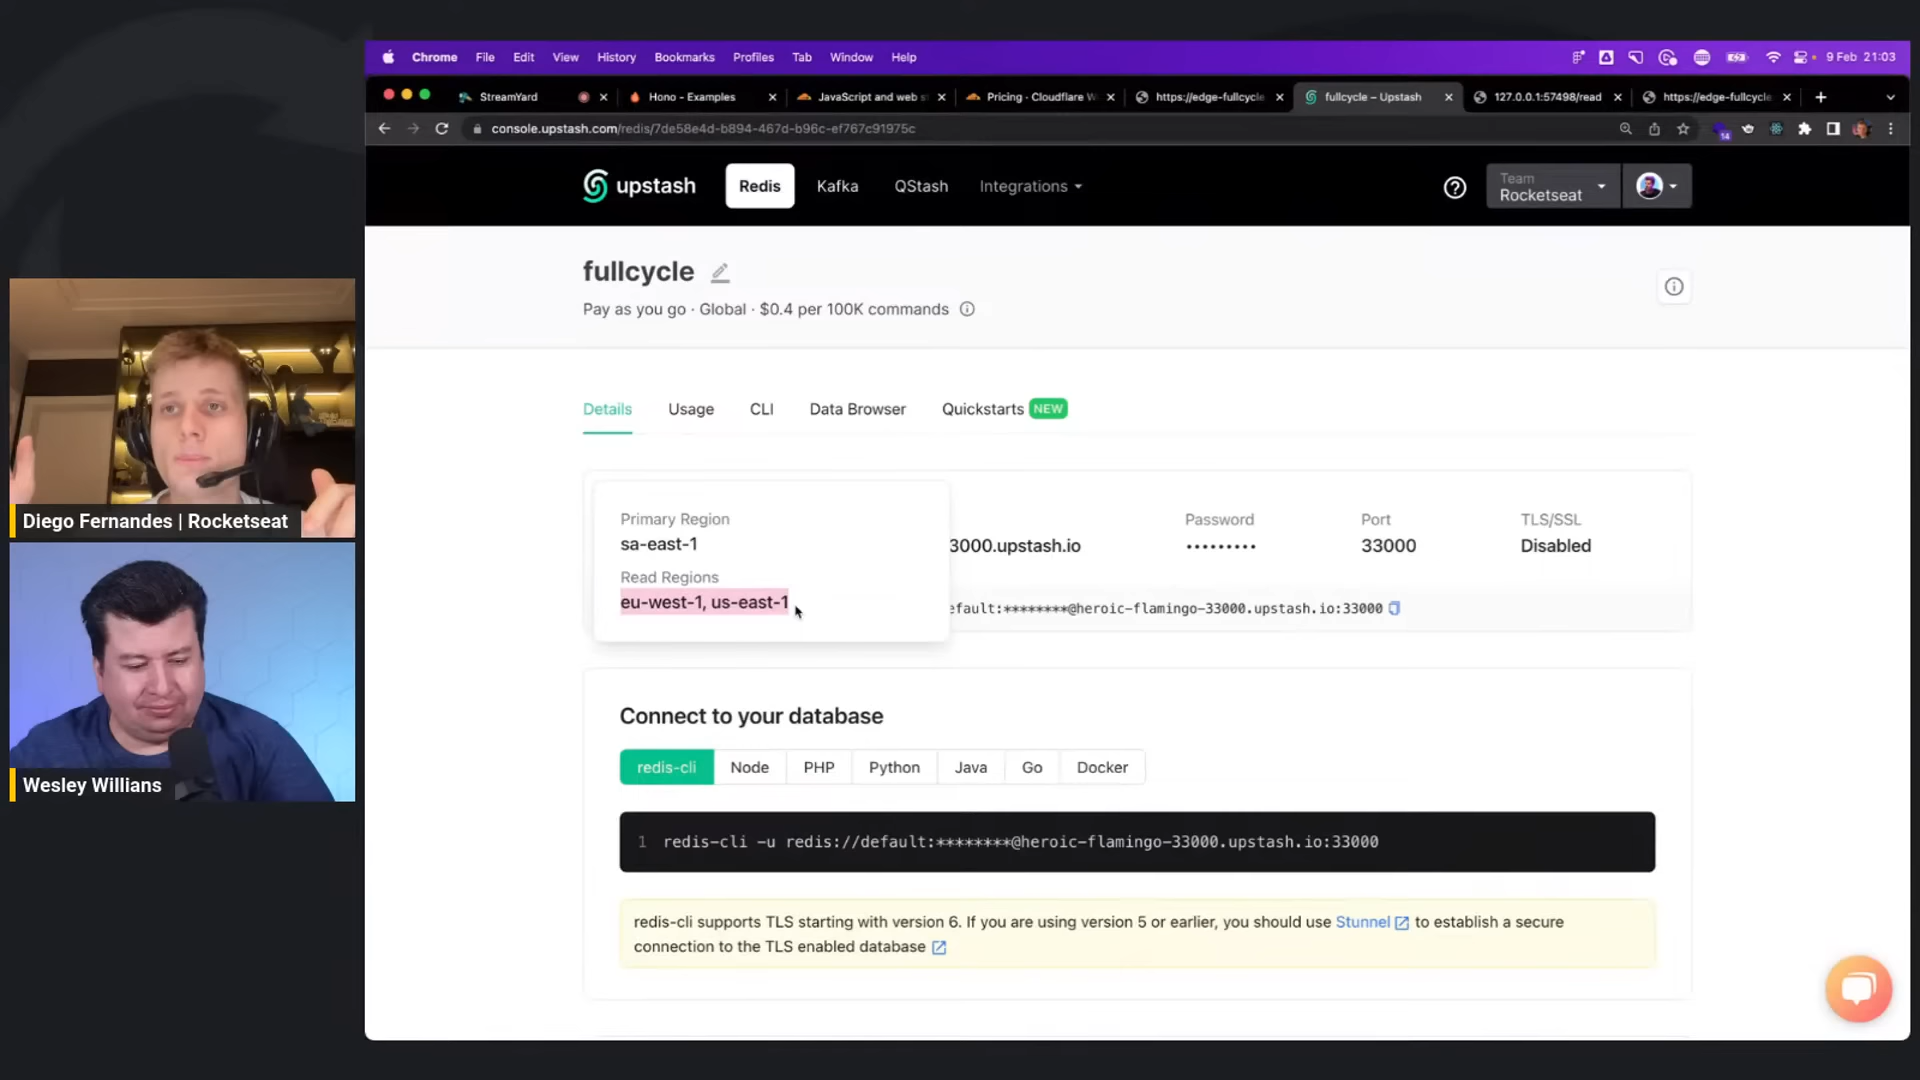 Chrome File Edit View History Bookmarks Profiles Tab Window Help 9 Feb 21:03
StreamYard Hono - Examples JavaScript and web s Pricing · Cloudflare W https://edge-fullcycle fullcycle – Upstash 127.0.0.1:57498/read https://edge-fullcycle
console.upstash.com/redis/7de58e4d-b894-467d-b96c-ef767c91975c
14
upstash Redis Kafka QStash Integrations
Team
Rocketseat
fullcycle
Pay as you go · Global · $0.4 per 100K commands
Details Usage CLI Data Browser Quickstarts NEW
Primary Region
sa-east-1
Read Regions
eu-west-1, us-east-1
3000.upstash.io
Password
•••••••••
Port
33000
TLS/SSL
Disabled
efault:********@heroic-flamingo-33000.upstash.io:33000
Connect to your database
redis-cli Node PHP Python Java Go Docker
1 redis-cli -u redis://default:********@heroic-flamingo-33000.upstash.io:33000
redis-cli supports TLS starting with version 6. If you are using version 5 or earlier, you should use Stunnel to establish a secure
connection to the TLS enabled database
Diego Fernandes | Rocketseat
Wesley Willians